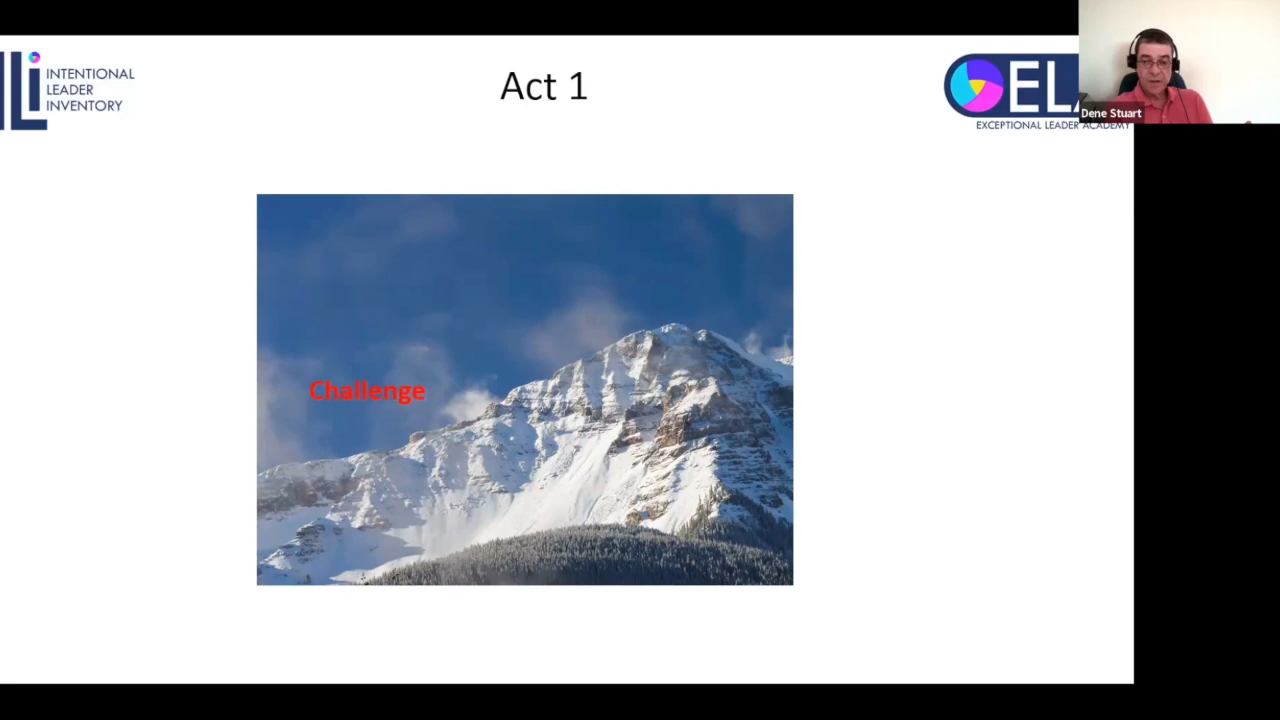 INTENTIONAL
LEADER
INVENTORY
Act 1
Dene Stuart
EXCEPTIONAL LEADER ACADEMY
Challenge